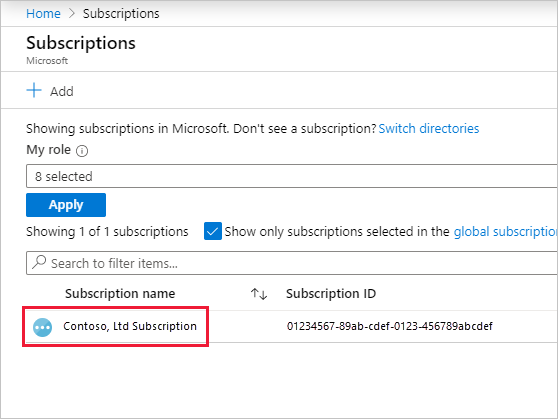 Home > Subscriptions
Subscriptions
Microsoft
+ Add
Showing subscriptions in Microsoft. Don't see a subscription? Switch directories
My role
8 selected
Apply
Showing 1 of 1 subscriptions Show only subscriptions selected in the global subscription
Search to filter items...
Subscription name Subscription ID
Contoso, Ltd Subscription 01234567-89ab-cdef-0123-456789abcdef